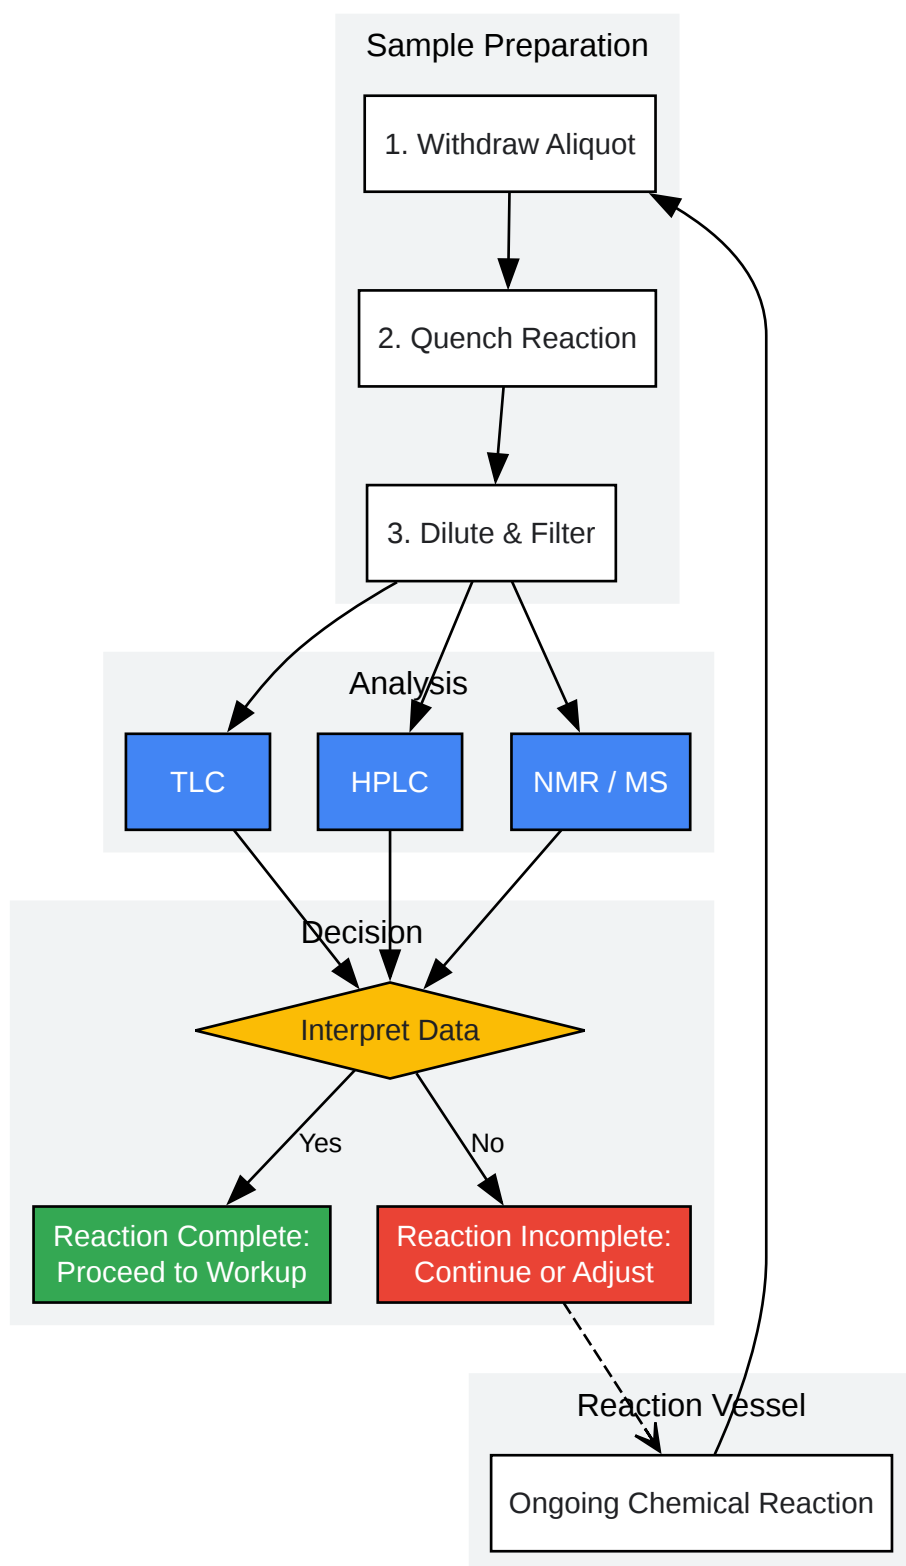 Sample Preparation
1. Withdraw Aliquot
2. Quench Reaction
3. Dilute & Filter
Analysis
TLC
HPLC
NMR / MS
Decision
Interpret Data
Yes
No
Reaction Complete:
Proceed to Workup
Reaction Incomplete:
Continue or Adjust
Reaction Vessel
Ongoing Chemical Reaction